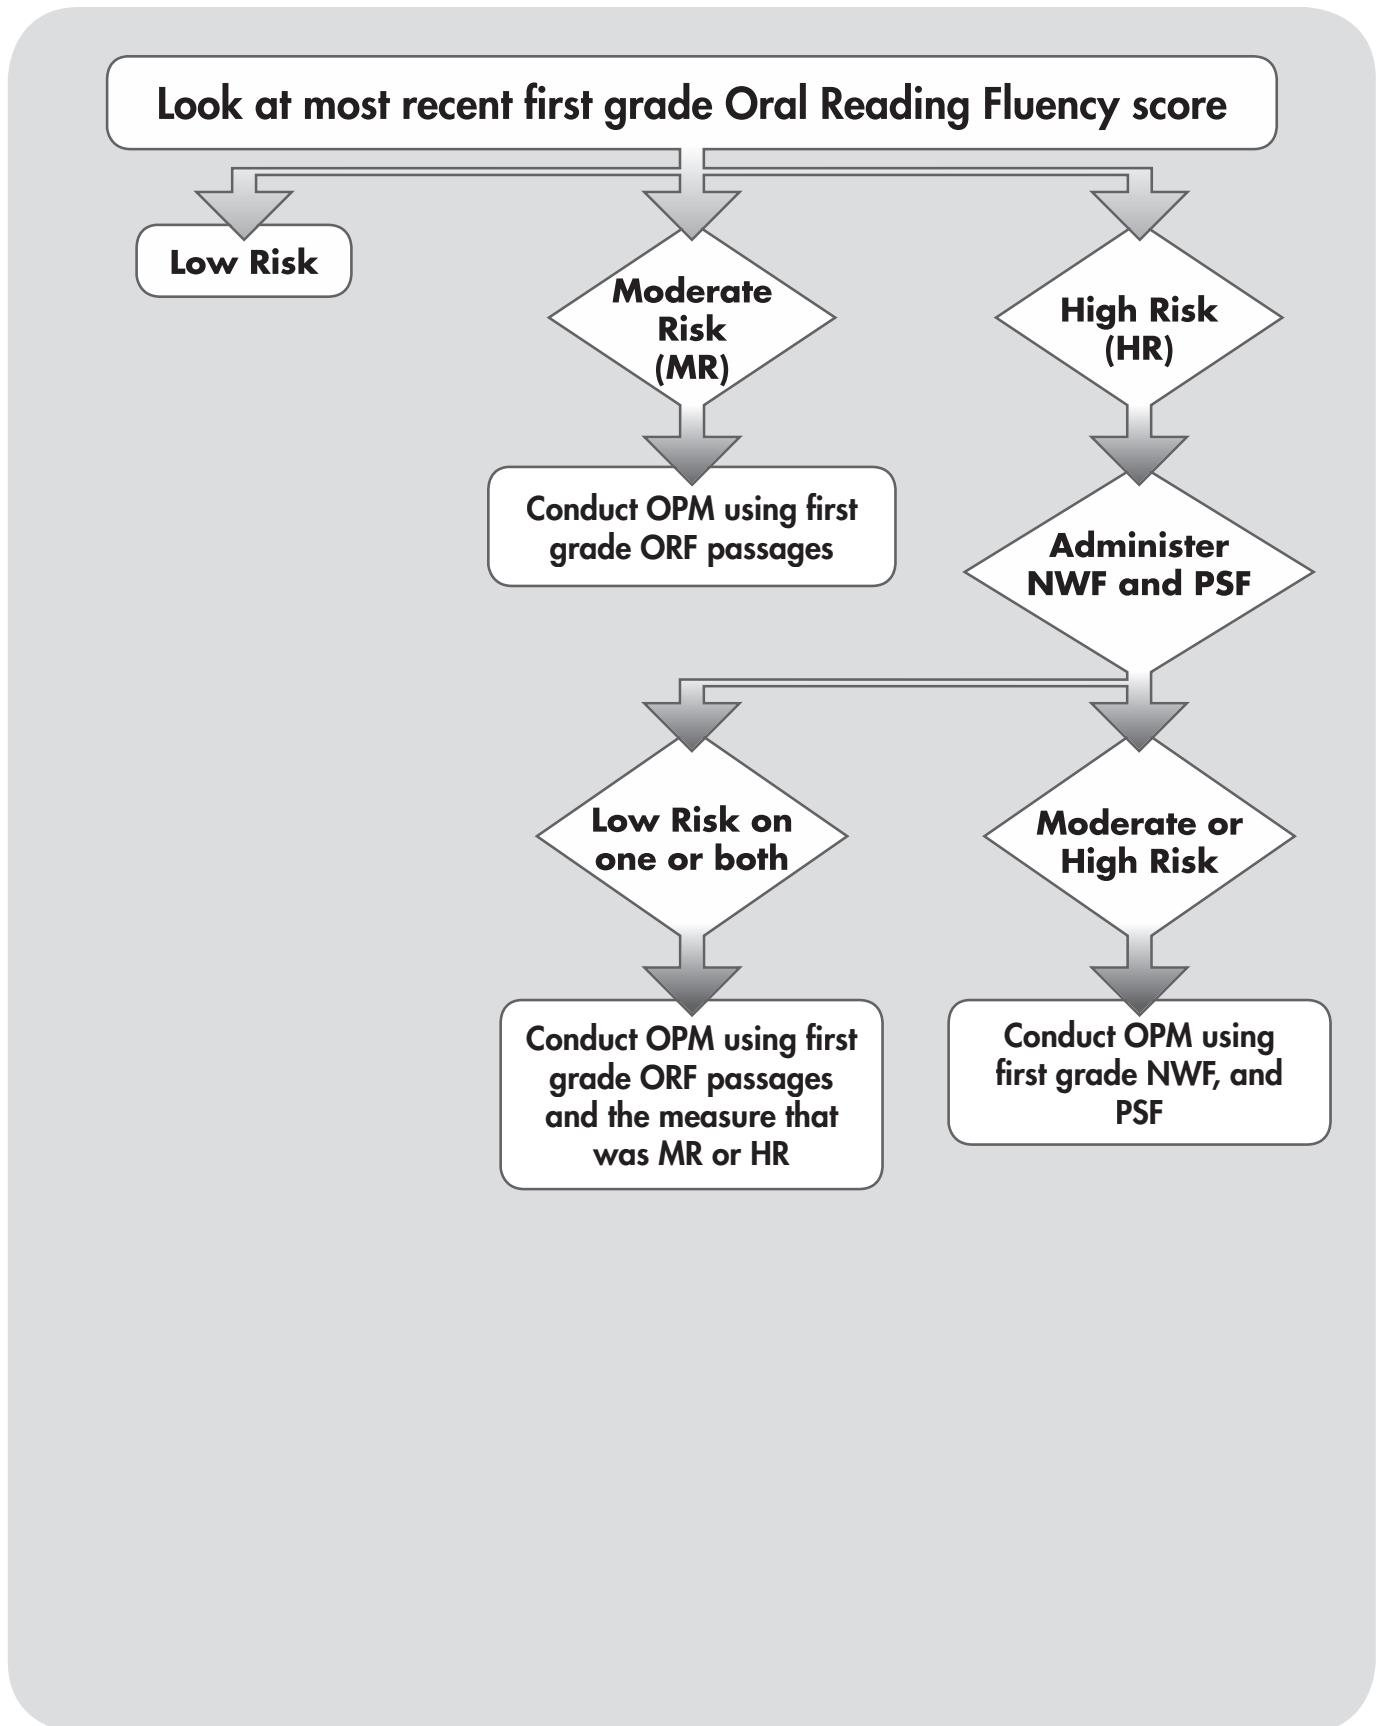 Look at most recent first grade Oral Reading Fluency score
Low Risk
Moderate
Risk
(MR)
High Risk
(HR)
Conduct OPM using first
grade ORF passages
Administer
NWF and PSF
Low Risk on
one or both
Moderate or
High Risk
Conduct OPM using first
grade ORF passages
and the measure that
was MR or HR
Conduct OPM using
first grade NWF, and
PSF